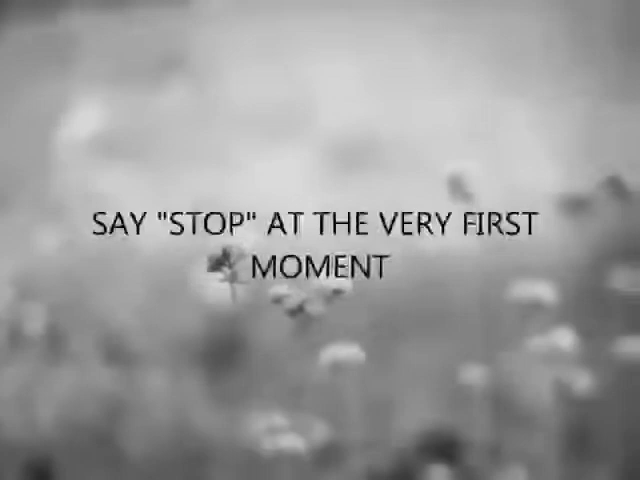 SAY "STOP" AT THE VERY FIRST
MOMENT